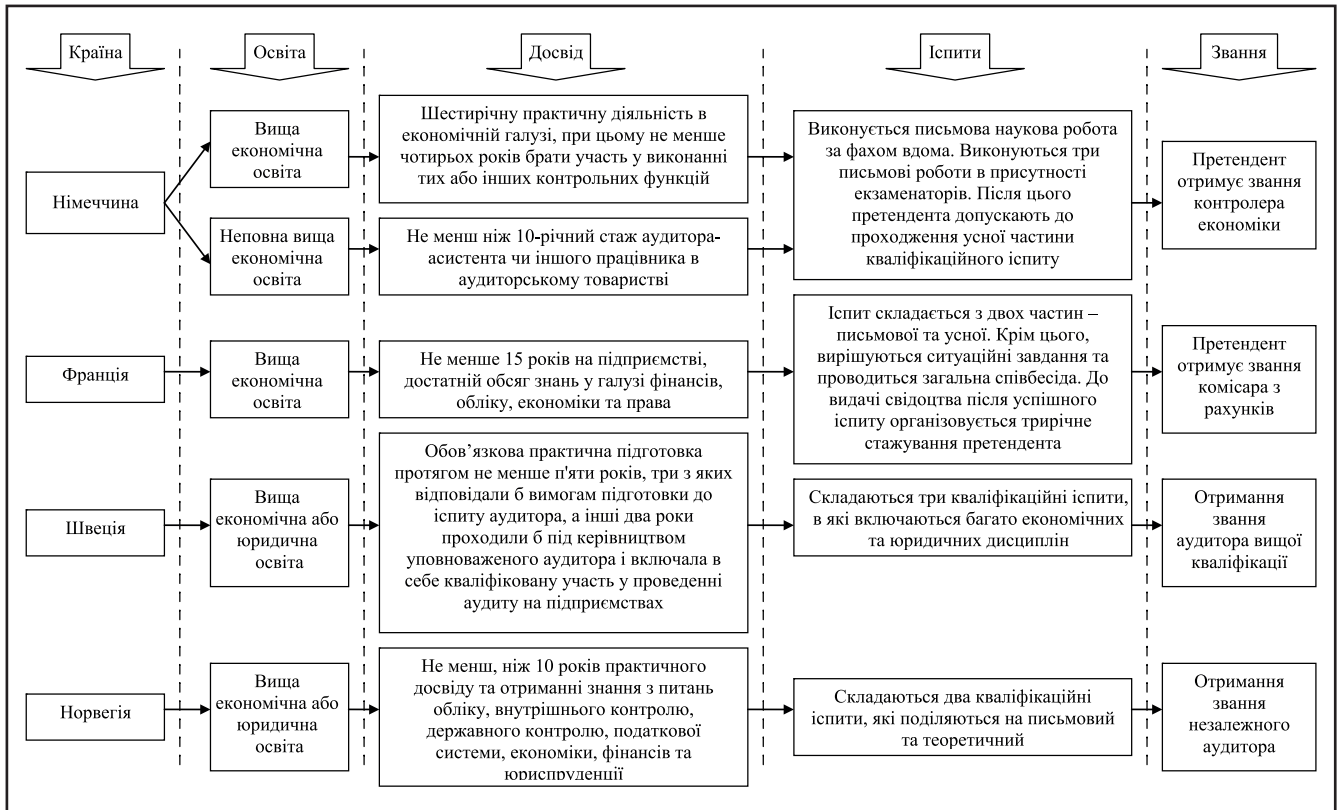 Країна
Освіта
Досвід
Іспити
Звання
Німеччина
Вища
економічна
освіта
Шестирічну практичну діяльність в
економічній галузі, при цьому не менше
чотирьох років брати участь у виконанні
тих або інших контрольних функцій
Неповна вища
економічна
освіта
Не менш ніж 10-річний стаж аудитора-
асистента чи іншого працівника в
аудиторському товаристві
Виконується письмова наукова робота
за фахом вдома. Виконуються три
письмові роботи в присутності
екзаменаторів. Після цього
претендента допускають до
проходження усної частини
кваліфікаційного іспиту
Претендент
отримує звання
контролера
економіки
Франція
Вища
економічна
освіта
Не менше 15 років на підприємстві,
достатній обсяг знань у галузі фінансів,
обліку, економіки та права
Іспит складається з двох частин –
письмової та усної. Крім цього,
вирішуються ситуаційні завдання та
проводиться загальна співбесіда. До
видачі свідоцтва після успішного
іспиту організовується трирічне
стажування претендента
Претендент
отримує звання
комісара з
рахунків
Швеція
Вища
економічна або
юридична
освіта
Обов’язкова практична підготовка
протягом не менше п'яти років, три з яких
відповідали б вимогам підготовки до
іспиту аудитора, а інші два роки
проходили б під керівництвом
уповноваженого аудитора і включала в
себе кваліфіковану участь у проведенні
аудиту на підприємствах
Складаються три кваліфікаційні іспити,
в які включаються багато економічних
та юридичних дисциплін
Отримання
звання
аудитора вищої
кваліфікації
Норвегія
Вища
економічна або
юридична
освіта
Не менш, ніж 10 років практичного
досвіду та отриманні знання з питань
обліку, внутрішнього контролю,
державного контролю, податкової
системи, економіки, фінансів та
юриспруденції
Складаються два кваліфікаційні
іспити, які поділяються на письмовий
та теоретичний
Отримання
звання
незалежного
аудитора